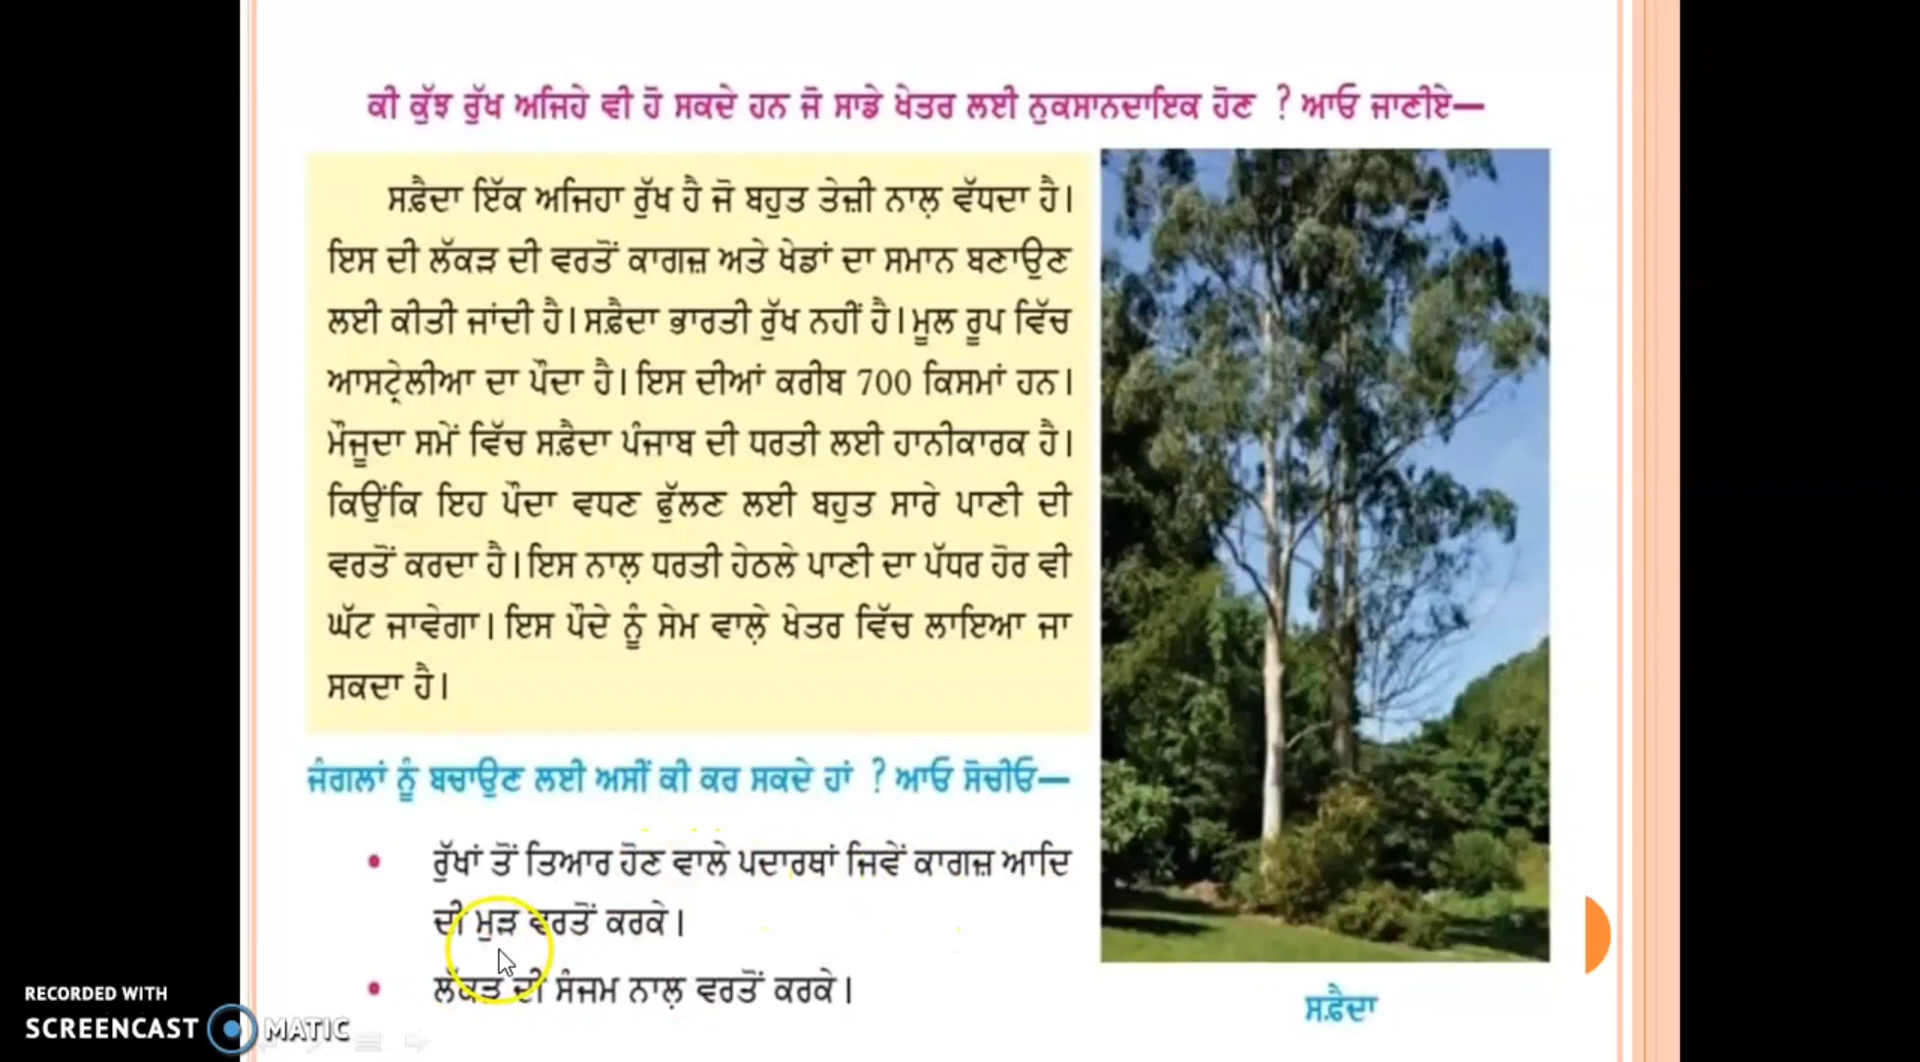 ਕੀ ਕੁੱਝ ਰੁੱਖ ਅਜਿਹੇ ਵੀ ਹੋ ਸਕਦੇ ਹਨ ਜੋ ਸਾਡੇ ਖੇਤਰ ਲਈ ਨੁਕਸਾਨਦਾਇਕ ਹੋਣ ? ਆਓ ਜਾਣੀਏ—
ਸਫ਼ੈਦਾ ਇੱਕ ਅਜਿਹਾ ਰੁੱਖ ਹੈ ਜੋ ਬਹੁਤ ਤੇਜ਼ੀ ਨਾਲ਼ ਵੱਧਦਾ ਹੈ।
ਇਸ ਦੀ ਲੱਕੜ ਦੀ ਵਰਤੋਂ ਕਾਗਜ਼ ਅਤੇ ਖੇਡਾਂ ਦਾ ਸਮਾਨ ਬਣਾਉਣ
ਲਈ ਕੀਤੀ ਜਾਂਦੀ ਹੈ। ਸਫ਼ੈਦਾ ਭਾਰਤੀ ਰੁੱਖ ਨਹੀਂ ਹੈ। ਮੂਲ ਰੂਪ ਵਿੱਚ
ਆਸਟ੍ਰੇਲੀਆ ਦਾ ਪੌਦਾ ਹੈ। ਇਸ ਦੀਆਂ ਕਰੀਬ 700 ਕਿਸਮਾਂ ਹਨ।
ਮੌਜੂਦਾ ਸਮੇਂ ਵਿੱਚ ਸਫ਼ੈਦਾ ਪੰਜਾਬ ਦੀ ਧਰਤੀ ਲਈ ਹਾਨੀਕਾਰਕ ਹੈ।
ਕਿਉਂਕਿ ਇਹ ਪੌਦਾ ਵਧਣ ਫੁੱਲਣ ਲਈ ਬਹੁਤ ਸਾਰੇ ਪਾਣੀ ਦੀ
ਵਰਤੋਂ ਕਰਦਾ ਹੈ। ਇਸ ਨਾਲ਼ ਧਰਤੀ ਹੇਠਲੇ ਪਾਣੀ ਦਾ ਪੱਧਰ ਹੋਰ ਵੀ
ਘੱਟ ਜਾਵੇਗਾ। ਇਸ ਪੌਦੇ ਨੂੰ ਸੇਮ ਵਾਲ਼ੇ ਖੇਤਰ ਵਿੱਚ ਲਾਇਆ ਜਾ
ਸਕਦਾ ਹੈ।
ਜੰਗਲਾਂ ਨੂੰ ਬਚਾਉਣ ਲਈ ਅਸੀਂ ਕੀ ਕਰ ਸਕਦੇ ਹਾਂ ? ਆਓ ਸੋਚੀਓ—
• ਰੁੱਖਾਂ ਤੋਂ ਤਿਆਰ ਹੋਣ ਵਾਲੇ ਪਦਾਰਥਾਂ ਜਿਵੇਂ ਕਾਗਜ਼ ਆਦਿ
ਦੀ ਮੁੜ ਵਰਤੋਂ ਕਰਕੇ।
• ਲੱਕੜ ਦੀ ਸੰਜਮ ਨਾਲ਼ ਵਰਤੋਂ ਕਰਕੇ।
ਸਫ਼ੈਦਾ
RECORDED WITH
SCREENCAST MATIC